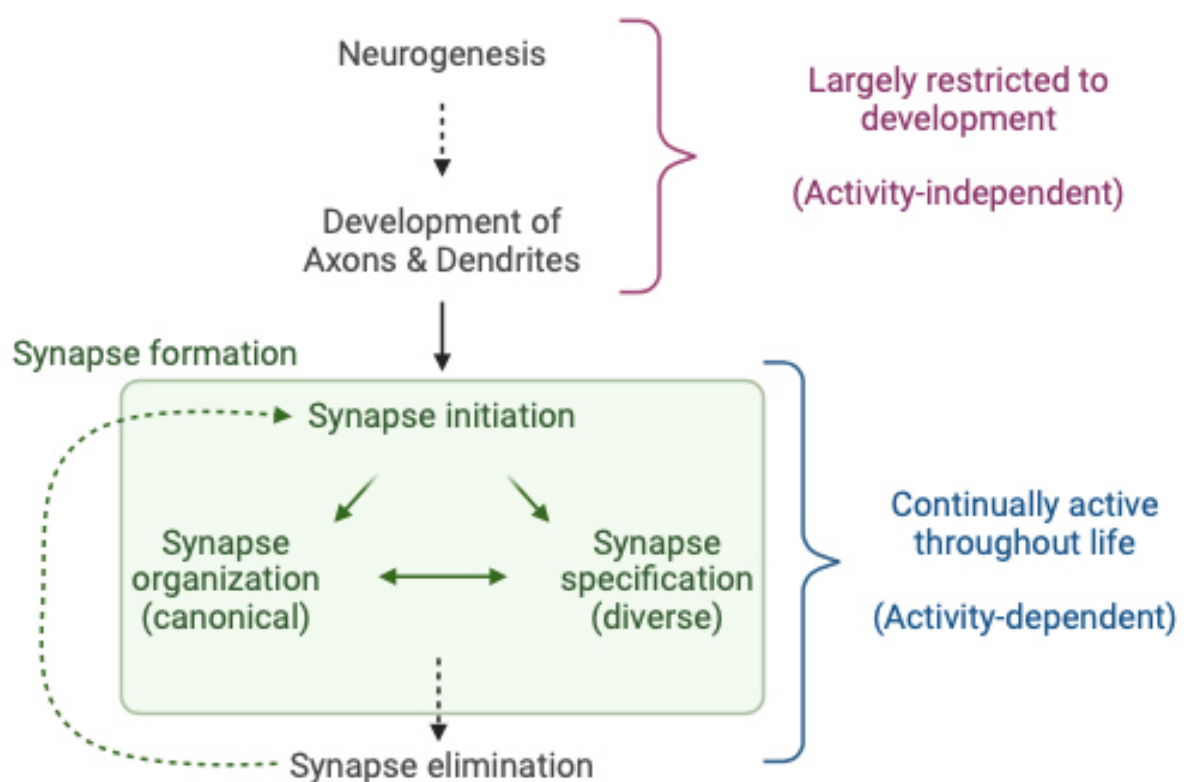 Neurogenesis
Largely restricted to
development
(Activity-independent)
Development of
Axons & Dendrites
Synapse formation
Synapse initiation
Synapse
organization
(canonical)
Synapse
specification
(diverse)
Continually active
throughout life
(Activity-dependent)
Synapse elimination